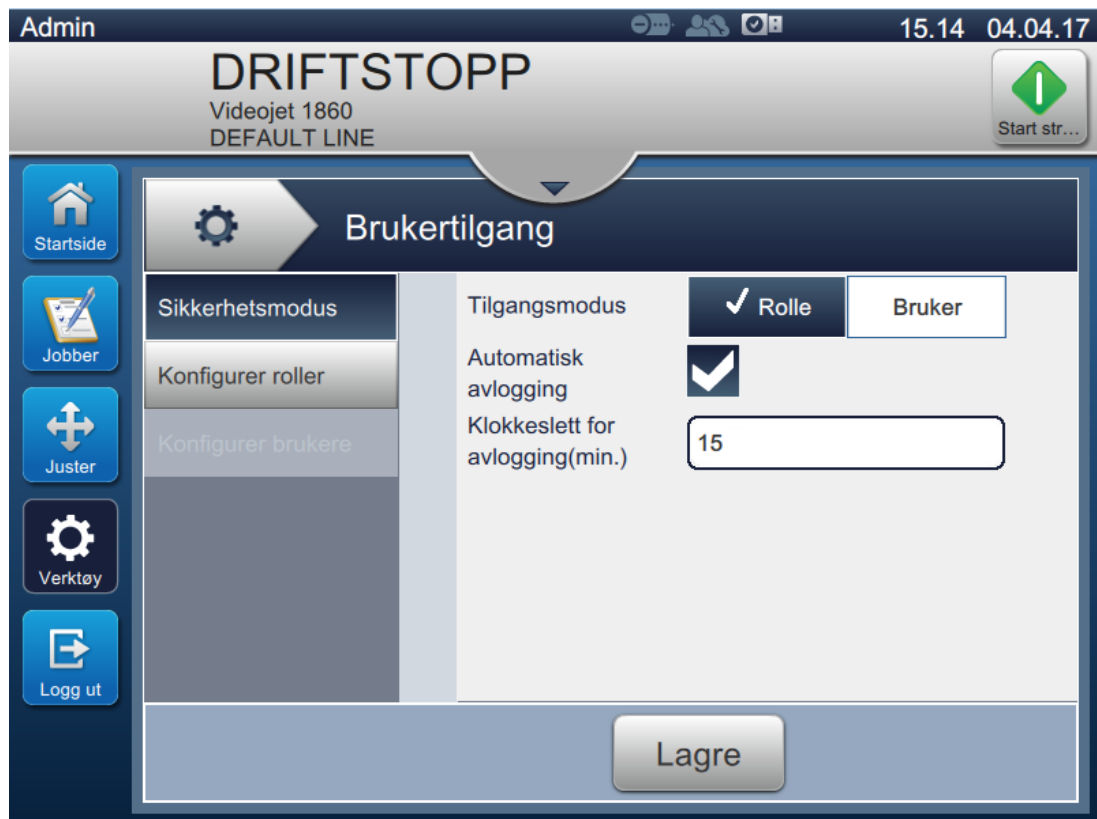 Admin
15.14 04.04.17
DRIFTSTOPP
Videojet 1860
DEFAULT LINE
Start str...
Startside
Jobber
Juster
Verktøy
Logg ut
Brukertilgang
Sikkerhetsmodus
Konfigurer roller
Konfigurer brukere
Tilgangsmodus
Rolle
Bruker
Automatisk
avlogging
Klokkeslett for
avlogging(min.)
15
Lagre